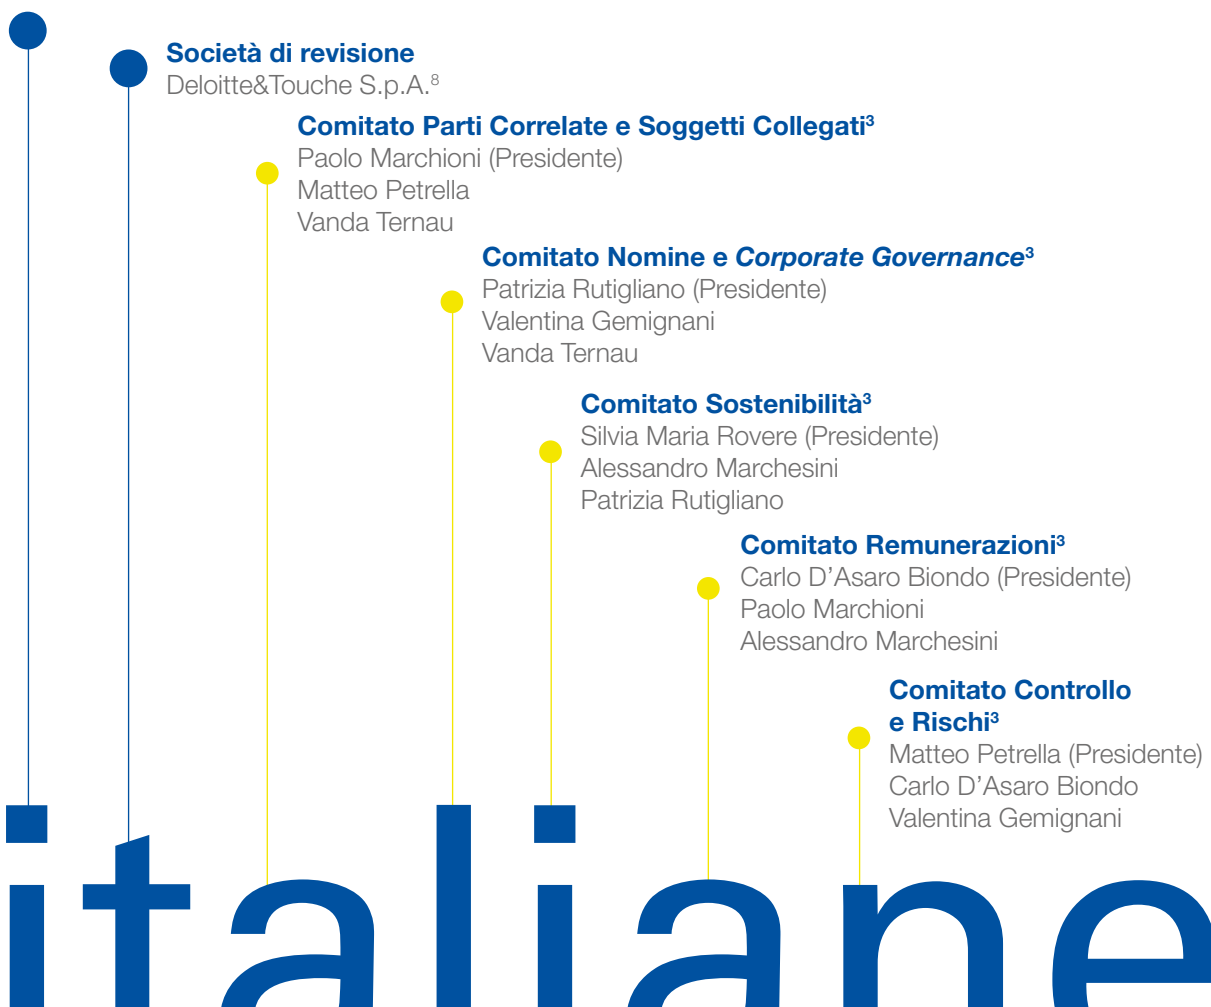 Società di revisione
Deloitte&Touche S.p.A.⁸
Comitato Parti Correlate e Soggetti Collegati³
Paolo Marchioni (Presidente)
Matteo Petrella
Vanda Ternau
Comitato Nomine e Corporate Governance³
Patrizia Rutigliano (Presidente)
Valentina Gemignani
Vanda Ternau
Comitato Sostenibilità³
Silvia Maria Rovere (Presidente)
Alessandro Marchesini
Patrizia Rutigliano
Comitato Remunerazioni³
Carlo D’Asaro Biondo (Presidente)
Paolo Marchioni
Alessandro Marchesini
Comitato Controllo
e Rischi³
Matteo Petrella (Presidente)
Carlo D’Asaro Biondo
Valentina Gemignani
italiane